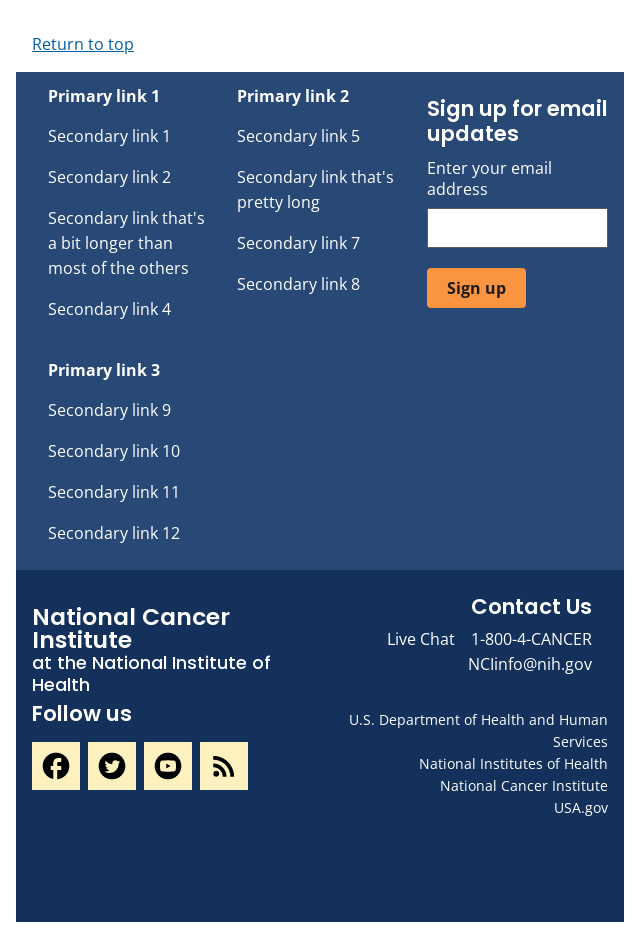 Return to top
Primary link 1
Secondary link 1
Secondary link 2
Secondary link that's
a bit longer than
most of the others
Secondary link 4
Primary link 2
Secondary link 5
Secondary link that's
pretty long
Secondary link 7
Secondary link 8
Primary link 3
Secondary link 9
Secondary link 10
Secondary link 11
Secondary link 12
Sign up for email
updates
Enter your email
address
Sign up
National Cancer
Institute
at the National Institute of
Health
Follow us
Contact Us
Live Chat 1-800-4-CANCER
NCIinfo@nih.gov
U.S. Department of Health and Human
Services
National Institutes of Health
National Cancer Institute
USA.gov